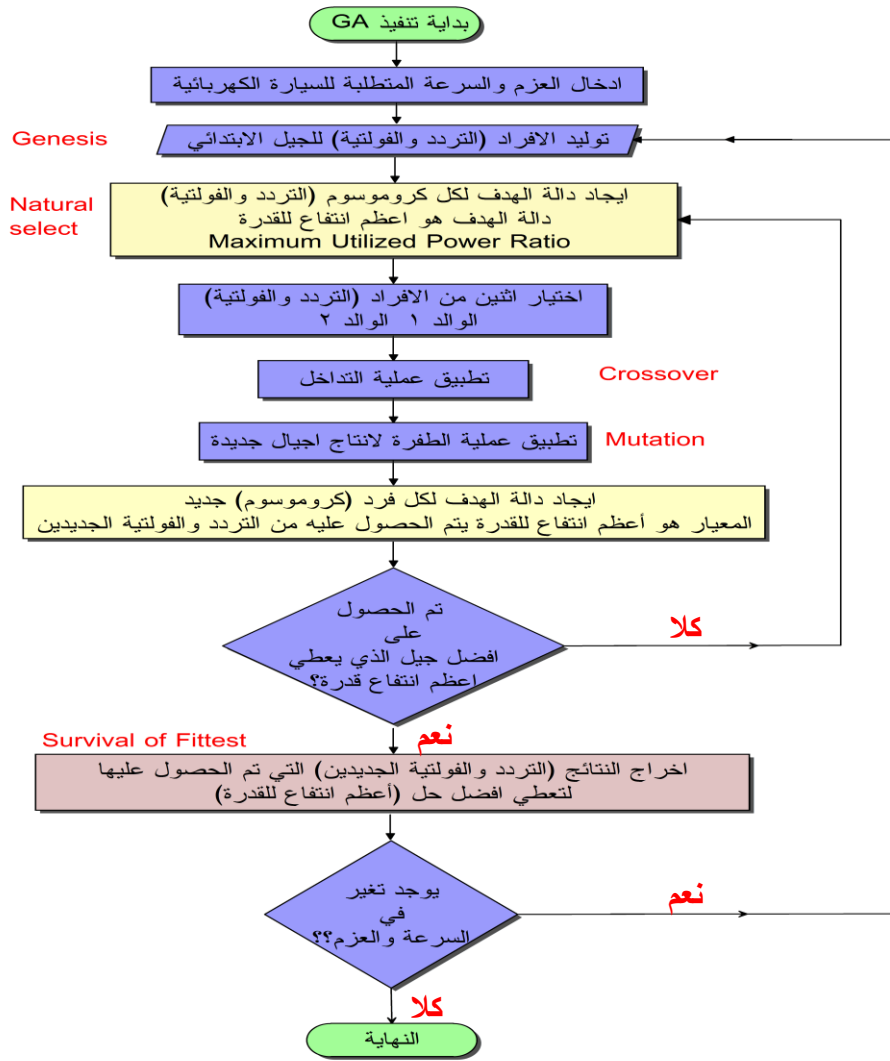 بداية تنفيذ GA
ادخال العزم والسرعة المتطلبة للسيارة الكهربائية
Genesis
توليد الافراد (التردد والفولتية) للجيل الابتدائي
Natural
select
ايجاد دالة الهدف لكل كروموسوم (التردد والفولتية)
دالة الهدف هو اعظم انتفاع للقدرة
Maximum Utilized Power Ratio
اختيار اثنين من الافراد (التردد والفولتية)
الوالد ١ الوالد ٢
تطبيق عملية التداخل
Crossover
تطبيق عملية الطفرة لانتاج اجيال جديدة
Mutation
ايجاد دالة الهدف لكل فرد (كروموسوم) جديد
المعيار هو أعظم انتفاع للقدرة يتم الحصول عليه من التردد والفولتية الجديدين
تم الحصول
على
افضل جيل الذي يعطي
اعظم انتفاع قدرة؟
كلا
نعم
Survival of Fittest
اخراج النتائج (التردد والفولتية الجديدين) التي تم الحصول عليها
لتعطي افضل حل (أعظم انتفاع للقدرة)
يوجد تغير
في
السرعة والعزم؟؟
نعم
كلا
النهاية